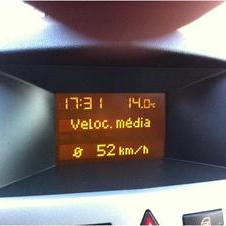 17:31 14.0°C
Veloc. média
Ø 52 km/h